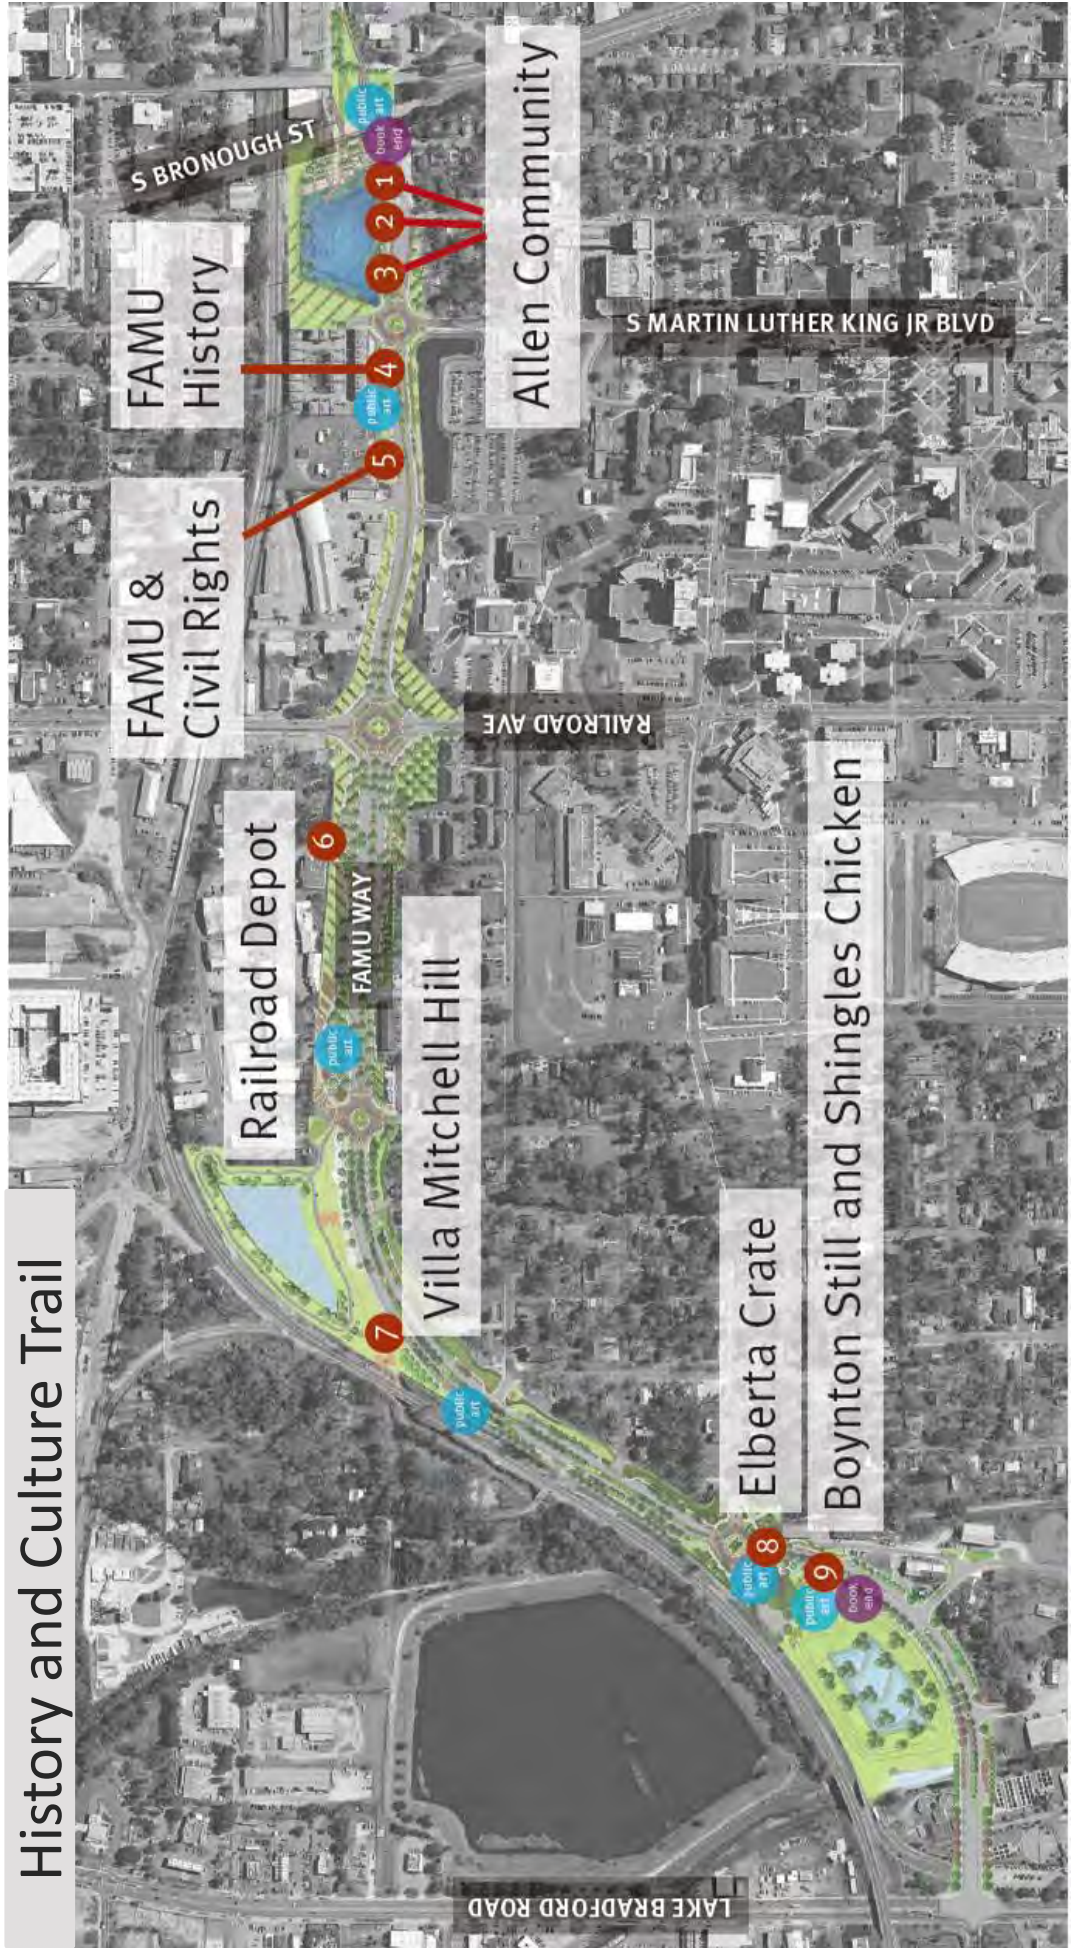 History and Culture Trail
LAKE BRADFORD ROAD
Boynton Still and Shingles Chicken
Elberta Crate
book
end
9
public
art
8
public
art
public
art
7
Villa Mitchell Hill
Railroad Depot
public
art
FAMU WAY
6
RAILROAD AVE
FAMU &
Civil Rights
5
public
art
4
FAMU
History
S MARTIN LUTHER KING JR BLVD
3
2
1
Allen Community
book
end
public
art
S BRONOUGH ST